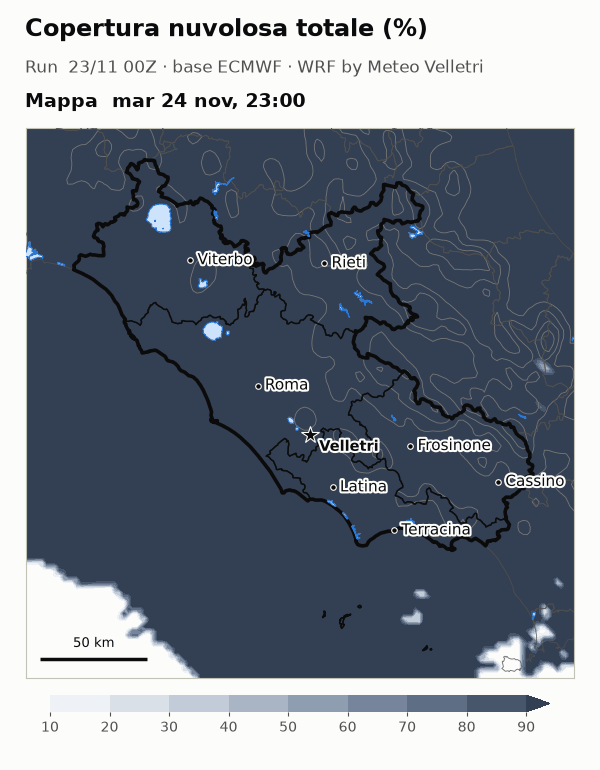 Copertura nuvolosa totale (%)
Run 23/11 00Z · base ECMWF · WRF by Meteo Velletri
Mappa mar 24 nov, 23:00
Viterbo
Rieti
Roma
Velletri
Frosinone
Cassino
Latina
Terracina
50 km
10 20 30 40 50 60 70 80 90